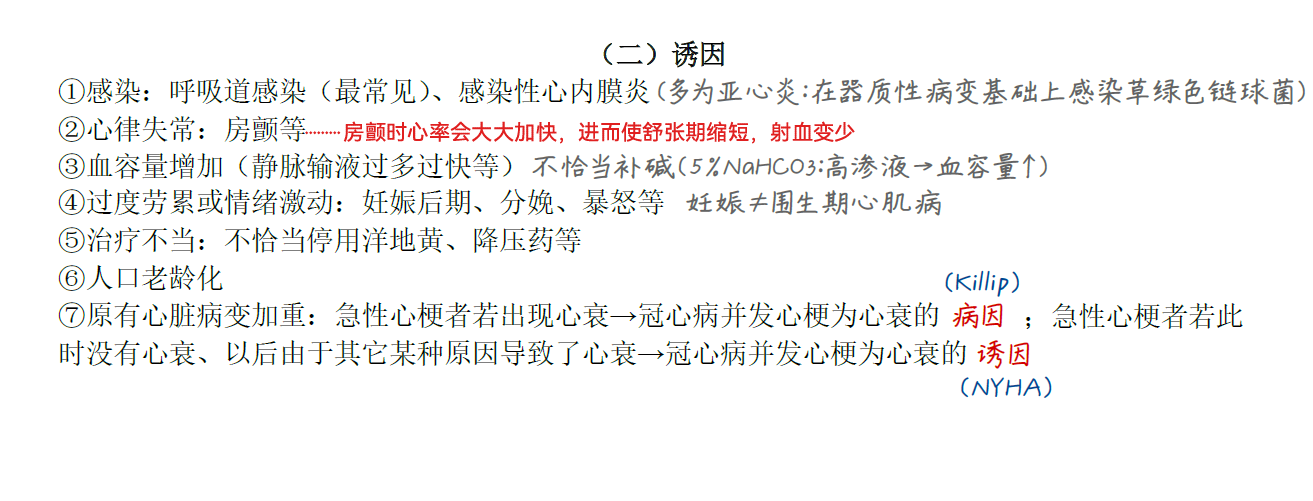 （二）诱因
①感染：呼吸道感染（最常见）、感染性心内膜炎(多为亚心炎:在器质性病变基础上感染草绿色链球菌)
②心律失常：房颤等………房颤时心率会大大加快，进而使舒张期缩短，射血变少
③血容量增加（静脉输液过多过快等）不恰当补碱(5%NaHCO3:高渗液→血容量↑)
④过度劳累或情绪激动：妊娠后期、分娩、暴怒等 妊娠≠围生期心肌病
⑤治疗不当：不恰当停用洋地黄、降压药等
⑥人口老龄化
(Killip)
⑦原有心脏病变加重：急性心梗者若出现心衰→冠心病并发心梗为心衰的 病因 ；急性心梗者若此
时没有心衰、以后由于其它某种原因导致了心衰→冠心病并发心梗为心衰的 诱因
(NYHA)